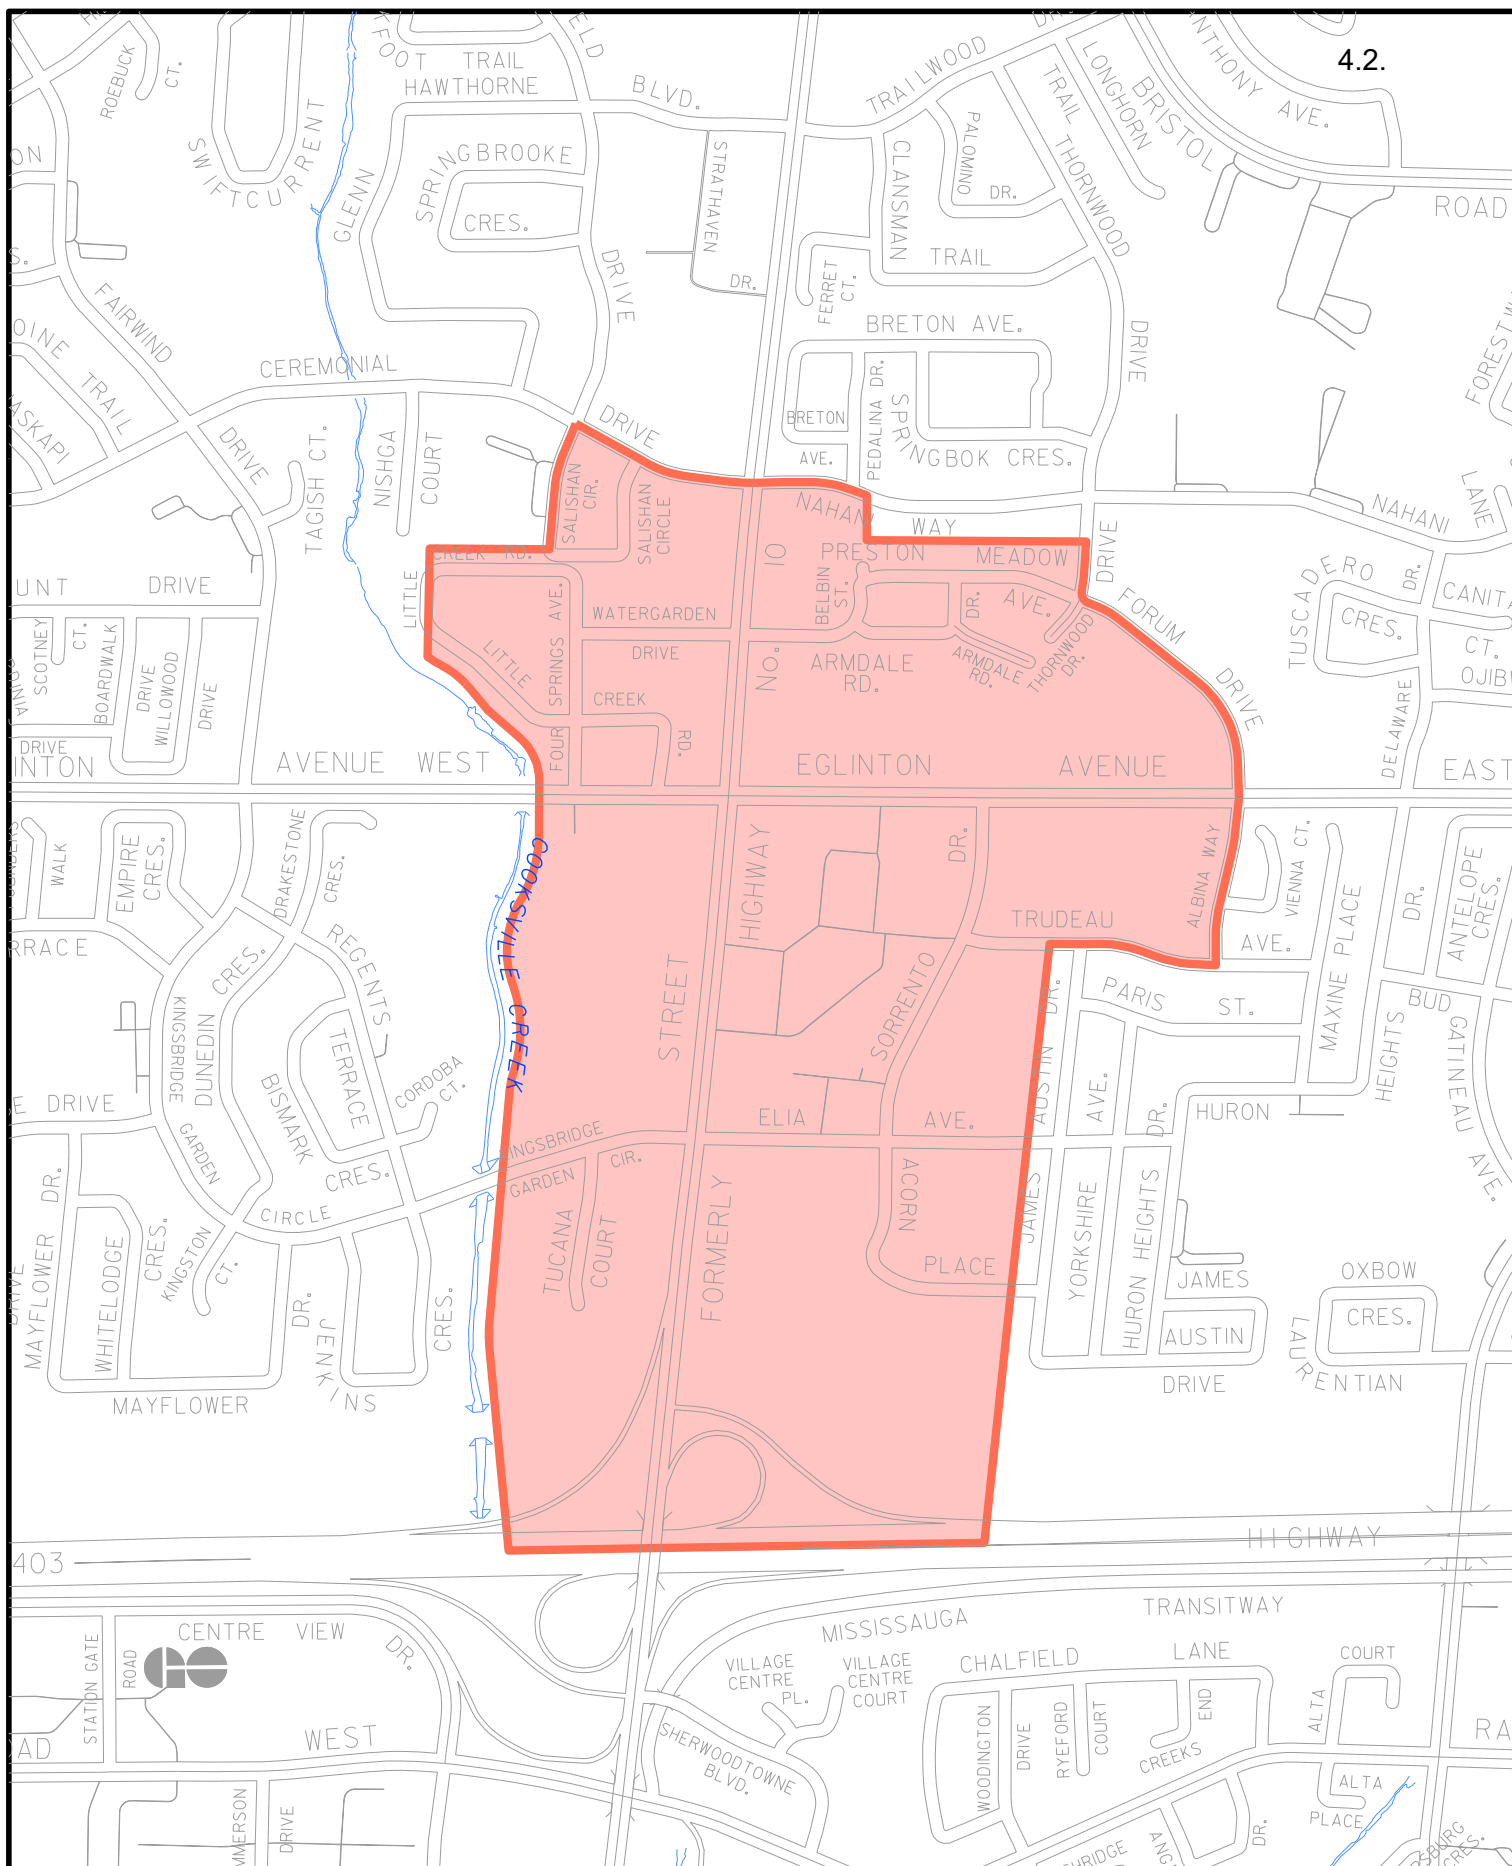 4.2.
ROEBUCK
CT.
TRAIL
HAWTHORNE
BLVD.
TRAILWOOD
TRAIL
LONGHORN
BRISTOL
ANTHONY AVE.
ROAD
SWIFTCURRENT
GLENN
SPRINGBROOKE
CRES.
DRIVE
STRATHAVEN
DR.
CLANSMAN
TRAIL
PALOMINO
DR.
THORNWOOD
DRIVE
FERRET
CT.
BRETON AVE.
BRETON
AVE.
PEDALINA DR.
SPRINGBOK CRES.
FAIRWIND
DRIVE
TRAIL
CEREMONIAL
DRIVE
TAGISH CT.
NISHGA
COURT
SALISHAN
CIR.
SALISHAN
CIRCLE
NAHANI
WAY
NAHANI
LANE
CREEK RD.
LITTLE
LITTLE
CREEK
RD.
FOUR SPRINGS AVE.
WATERGARDEN
DRIVE
No. 10
PRESTON MEADOW
AVE.
BELBIN
ST.
DR.
ARMDALE
RD.
ARMDALE
RD.
THORNWOOD
DR.
DRIVE
FORUM
DRIVE
TUSCADERO
CRES.
DR.
DELAWARE
CT.
DRIVE
SCOTNEY
CT.
BOARDWALK
DRIVE
WILLOWOOD
DRIVE
DRIVE
AVENUE WEST
EGLINTON
AVENUE
EAST
WALK
EMPIRE
CRES.
DRAKESTONE
CRES.
REGENTS
TERRACE
COOKSVILLE CREEK
HIGHWAY
STREET
FORMERLY
DR.
SORRENTO
TRUDEAU
AVE.
ALBINA WAY
VIENNA CT.
MAXINE PLACE
DR.
HEIGHTS
ANTELOPE
CRES.
BUD
GATINEAU AVE.
PARIS
ST.
HURON
KINGSBRIDGE
GARDEN
CIRCLE
DUNEDIN
CRES.
BISMARK
CRES.
CORDOBA
CT.
DRIVE
KINGSBRIDGE
GARDEN
CIR.
TUCANA
COURT
ELIA
AVE.
ACORN
PLACE
JAMES
AUSTIN
DR.
YORKSHIRE
AVE.
HURON HEIGHTS
DR.
JAMES
AUSTIN
DRIVE
OXBOW
CRES.
LAURENTIAN
MAYFLOWER
DR.
WHITELODGE
CRES.
KINGSTON
CT.
MAYFLOWER
DR.
JENKINS
CRES.
403
HIGHWAY
MISSISSAUGA
TRANSITWAY
CENTRE VIEW
DR.
STATION GATE
ROAD
GO
WEST
VILLAGE
CENTRE
PL.
VILLAGE
CENTRE
COURT
SHERWOODTOWNE
BLVD.
CHALFIELD
LANE
WOODINGTON
DRIVE
RYEFORD
COURT
CREEKS
END
ALTA
COURT
ALTA
PLACE
DRIVE
DR.